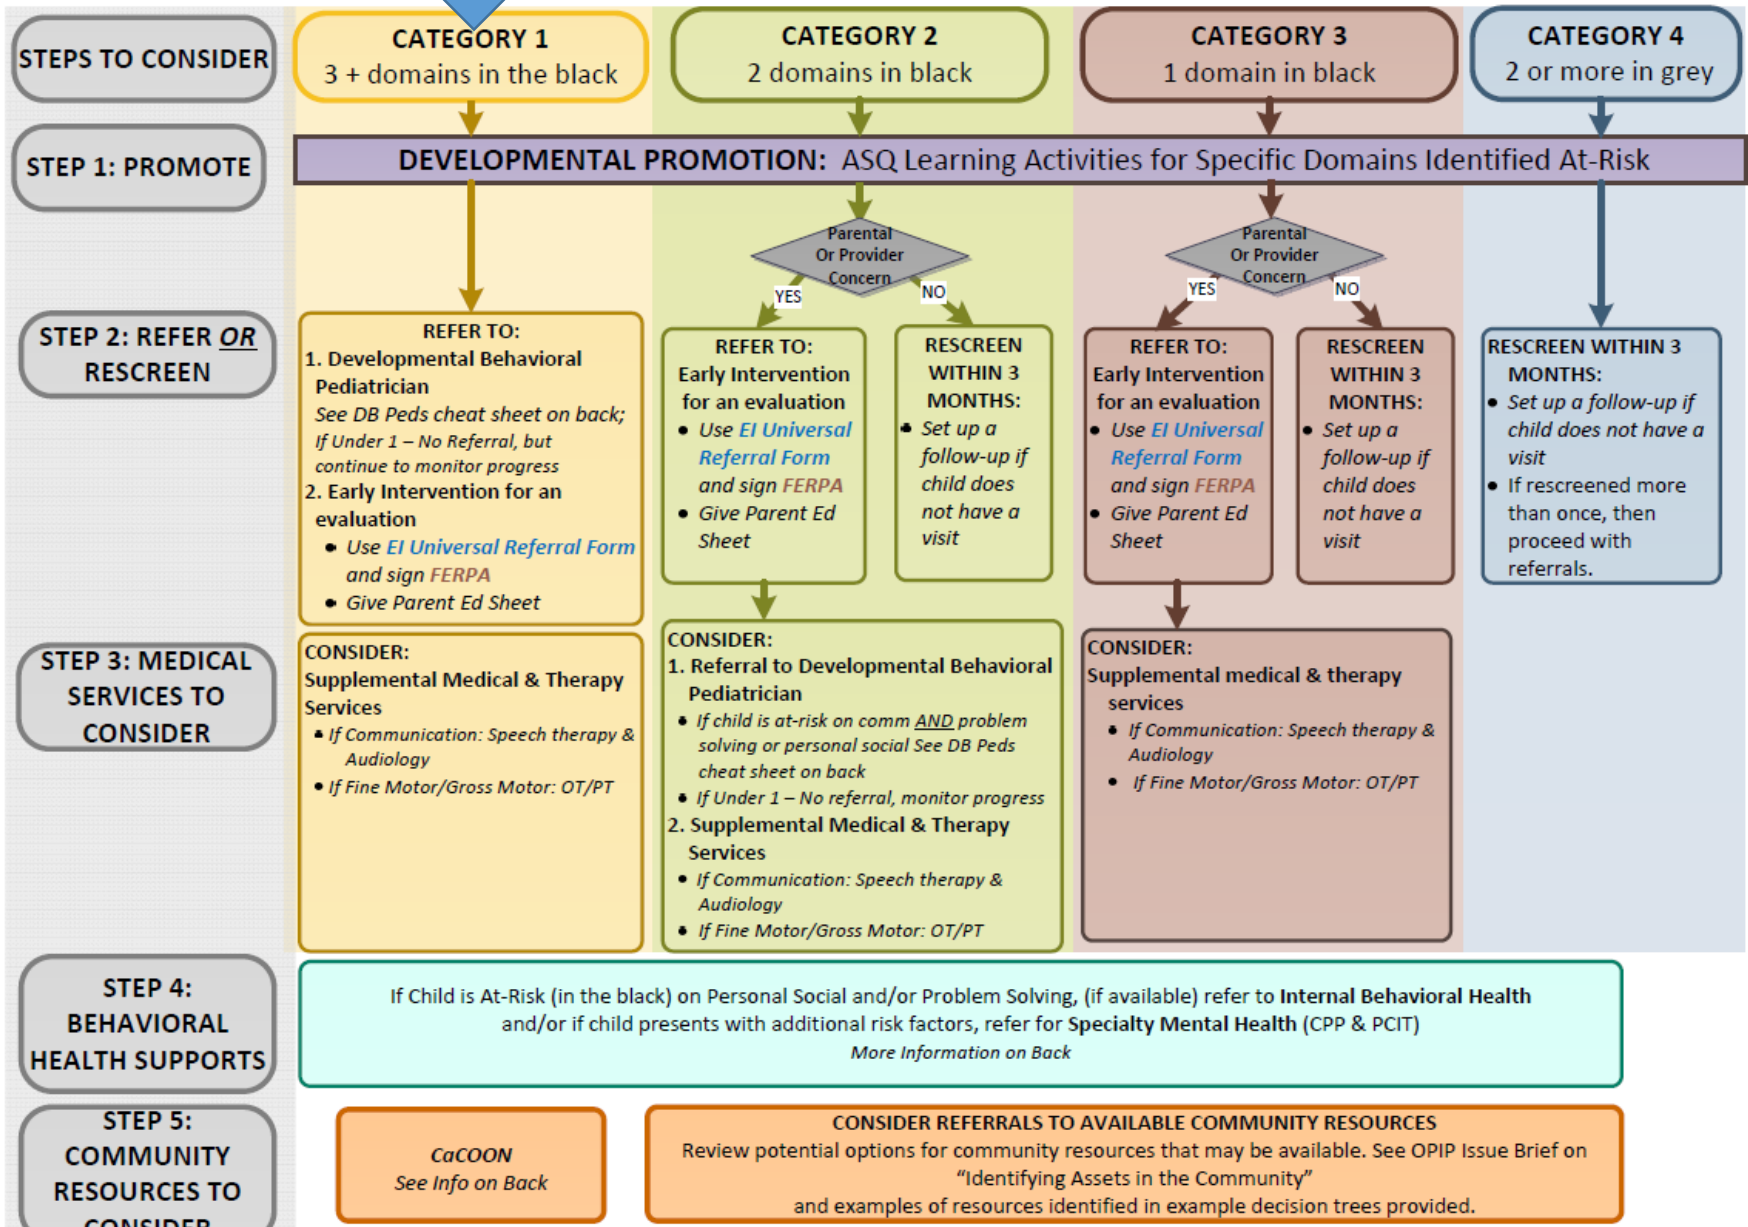 STEPS TO CONSIDER
CATEGORY 1
3 + domains in the black
CATEGORY 2
2 domains in black
CATEGORY 3
1 domain in black
CATEGORY 4
2 or more in grey
STEP 1: PROMOTE
DEVELOPMENTAL PROMOTION: ASQ Learning Activities for Specific Domains Identified At-Risk
Parental
Or Provider
Concern
YES
NO
Parental
Or Provider
Concern
YES
NO
STEP 2: REFER OR
RESCREEN
REFER TO:
1. Developmental Behavioral
Pediatrician
See DB Peds cheat sheet on back;
If Under 1 – No Referral, but
continue to monitor progress
2. Early Intervention for an
evaluation
• Use EI Universal Referral Form
and sign FERPA
• Give Parent Ed Sheet
REFER TO:
Early Intervention
for an evaluation
• Use EI Universal
Referral Form
and sign FERPA
• Give Parent Ed
Sheet
RESCREEN
WITHIN 3
MONTHS:
• Set up a
follow-up if
child does
not have a
visit
REFER TO:
Early Intervention
for an evaluation
• Use EI Universal
Referral Form
and sign FERPA
• Give Parent Ed
Sheet
RESCREEN
WITHIN 3
MONTHS:
• Set up a
follow-up if
child does
not have a
visit
RESCREEN WITHIN 3
MONTHS:
• Set up a follow-up if
child does not have a
visit
• If rescreened more
than once, then
proceed with
referrals.
STEP 3: MEDICAL
SERVICES TO
CONSIDER
CONSIDER:
Supplemental Medical & Therapy
Services
• If Communication: Speech therapy &
Audiology
• If Fine Motor/Gross Motor: OT/PT
CONSIDER:
1. Referral to Developmental Behavioral
Pediatrician
• If child is at-risk on comm AND problem
solving or personal social See DB Peds
cheat sheet on back
• If Under 1 – No referral, monitor progress
2. Supplemental Medical & Therapy
Services
• If Communication: Speech therapy &
Audiology
• If Fine Motor/Gross Motor: OT/PT
CONSIDER:
Supplemental medical & therapy
services
• If Communication: Speech therapy &
Audiology
• If Fine Motor/Gross Motor: OT/PT
STEP 4:
BEHAVIORAL
HEALTH SUPPORTS
If Child is At-Risk (in the black) on Personal Social and/or Problem Solving, (if available) refer to Internal Behavioral Health
and/or if child presents with additional risk factors, refer for Specialty Mental Health (CPP & PCIT)
More Information on Back
STEP 5:
COMMUNITY
RESOURCES TO
CONSIDER
CaCOON
See Info on Back
CONSIDER REFERRALS TO AVAILABLE COMMUNITY RESOURCES
Review potential options for community resources that may be available. See OPIP Issue Brief on
“Identifying Assets in the Community”
and examples of resources identified in example decision trees provided.